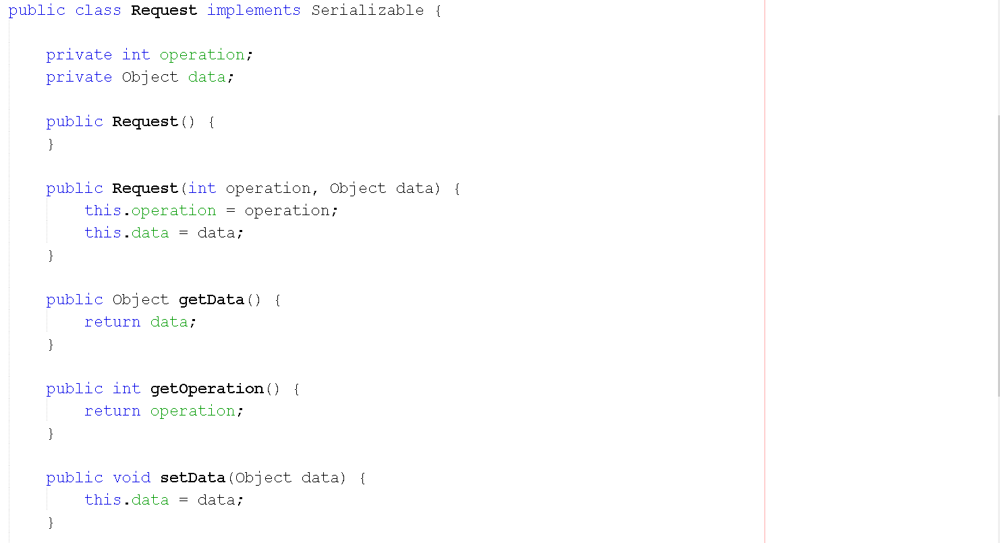 public class Request implements Serializable {
private int operation;
private Object data;
public Request() {
}
public Request(int operation, Object data) {
this.operation = operation;
this.data = data;
}
public Object getData() {
return data;
}
public int getOperation() {
return operation;
}
public void setData(Object data) {
this.data = data;
}